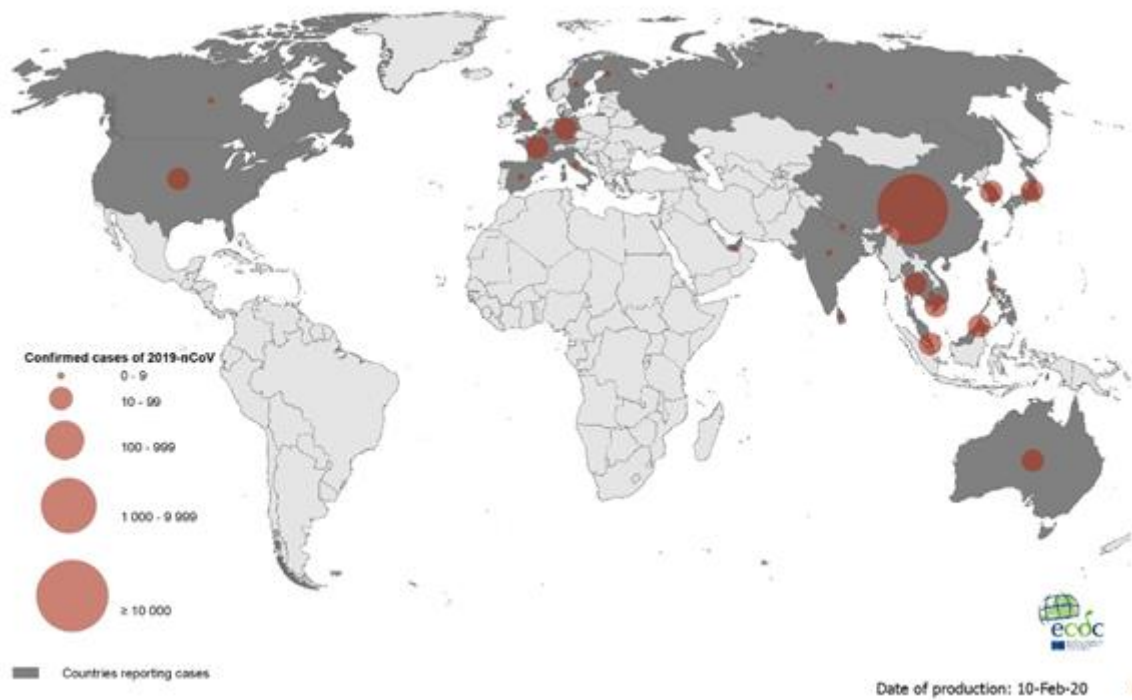 Confirmed cases of 2019-nCoV
0 - 9
10 - 99
100 - 999
1 000 - 9 999
≥ 10 000
Countries reporting cases
ecdc
Date of production: 10-Feb-20